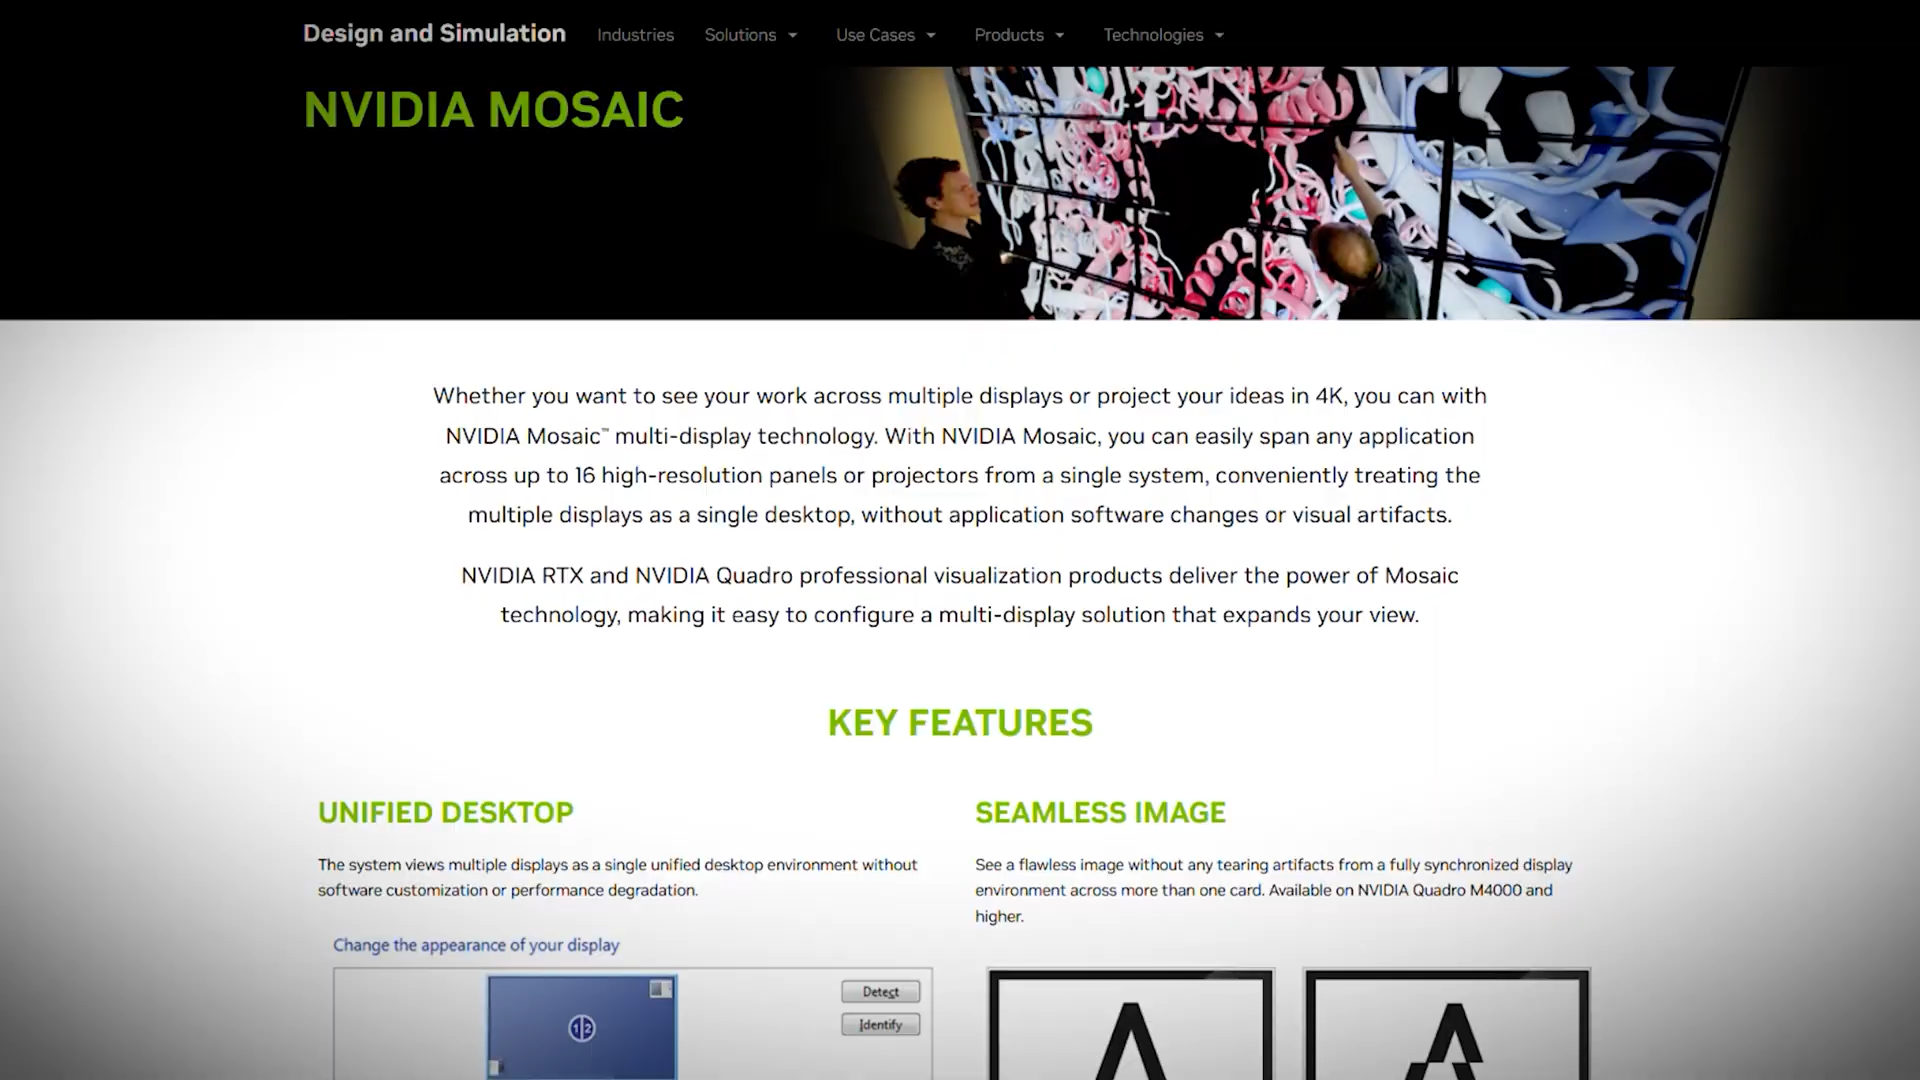 Design and Simulation Industries Solutions Use Cases Products Technologies
NVIDIA MOSAIC
Whether you want to see your work across multiple displays or project your ideas in 4K, you can with
NVIDIA Mosaic™ multi-display technology. With NVIDIA Mosaic, you can easily span any application
across up to 16 high-resolution panels or projectors from a single system, conveniently treating the
multiple displays as a single desktop, without application software changes or visual artifacts.
NVIDIA RTX and NVIDIA Quadro professional visualization products deliver the power of Mosaic
technology, making it easy to configure a multi-display solution that expands your view.
KEY FEATURES
UNIFIED DESKTOP
The system views multiple displays as a single unified desktop environment without
software customization or performance degradation.
Change the appearance of your display
Detect
Identify
1 2
SEAMLESS IMAGE
See a flawless image without any tearing artifacts from a fully synchronized display
environment across more than one card. Available on NVIDIA Quadro M4000 and
higher.
A A